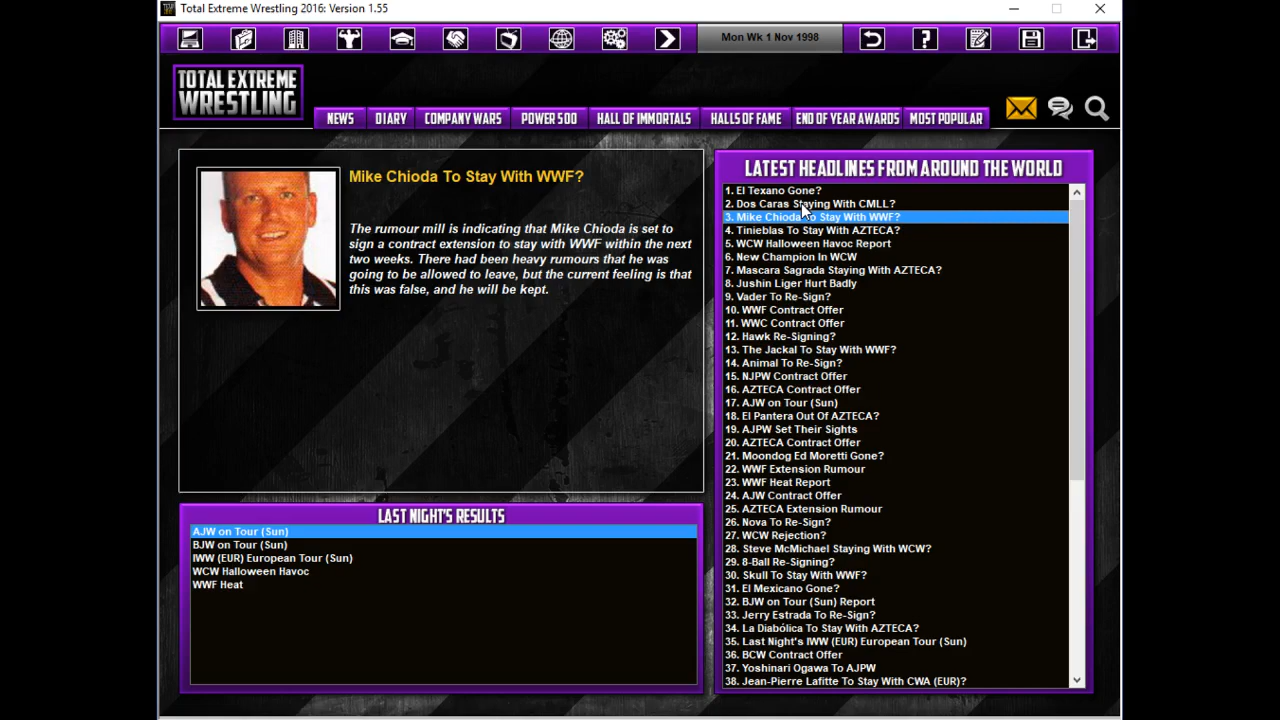 Total Extreme Wrestling 2016: Version 1.55
Mon Wk 1 Nov 1998
TOTAL EXTREME
WRESTLING
NEWS
DIARY
COMPANY WARS
POWER 500
HALL OF IMMORTALS
HALLS OF FAME
END OF YEAR AWARDS
MOST POPULAR
Mike Chioda To Stay With WWF?
The rumour mill is indicating that Mike Chioda is set to
sign a contract extension to stay with WWF within the next
two weeks. There had been heavy rumours that he was
going to be allowed to leave, but the current feeling is that
this was false, and he will be kept.
LAST NIGHT'S RESULTS
AJW on Tour (Sun)
BJW on Tour (Sun)
IWW (EUR) European Tour (Sun)
WCW Halloween Havoc
WWF Heat
LATEST HEADLINES FROM AROUND THE WORLD
1. El Texano Gone?
2. Dos Caras Staying With CMLL?
3. Mike Chioda To Stay With WWF?
4. Tinieblas To Stay With AZTECA?
5. WCW Halloween Havoc Report
6. New Champion In WCW
7. Mascara Sagrada Staying With AZTECA?
8. Jushin Liger Hurt Badly
9. Vader To Re-Sign?
10. WWF Contract Offer
11. WWC Contract Offer
12. Hawk Re-Signing?
13. The Jackal To Stay With WWF?
14. Animal To Re-Sign?
15. NJPW Contract Offer
16. AZTECA Contract Offer
17. AJW on Tour (Sun)
18. El Pantera Out Of AZTECA?
19. AJPW Set Their Sights
20. AZTECA Contract Offer
21. Moondog Ed Moretti Gone?
22. WWF Extension Rumour
23. WWF Heat Report
24. AJW Contract Offer
25. AZTECA Extension Rumour
26. Nova To Re-Sign?
27. WCW Rejection?
28. Steve McMichael Staying With WCW?
29. 8-Ball Re-Signing?
30. Skull To Stay With WWF?
31. El Mexicano Gone?
32. BJW on Tour (Sun) Report
33. Jerry Estrada To Re-Sign?
34. La Diabólica To Stay With AZTECA?
35. Last Night's IWW (EUR) European Tour (Sun)
36. BCW Contract Offer
37. Yoshinari Ogawa To AJPW
38. Jean-Pierre Lafitte To Stay With CWA (EUR)?